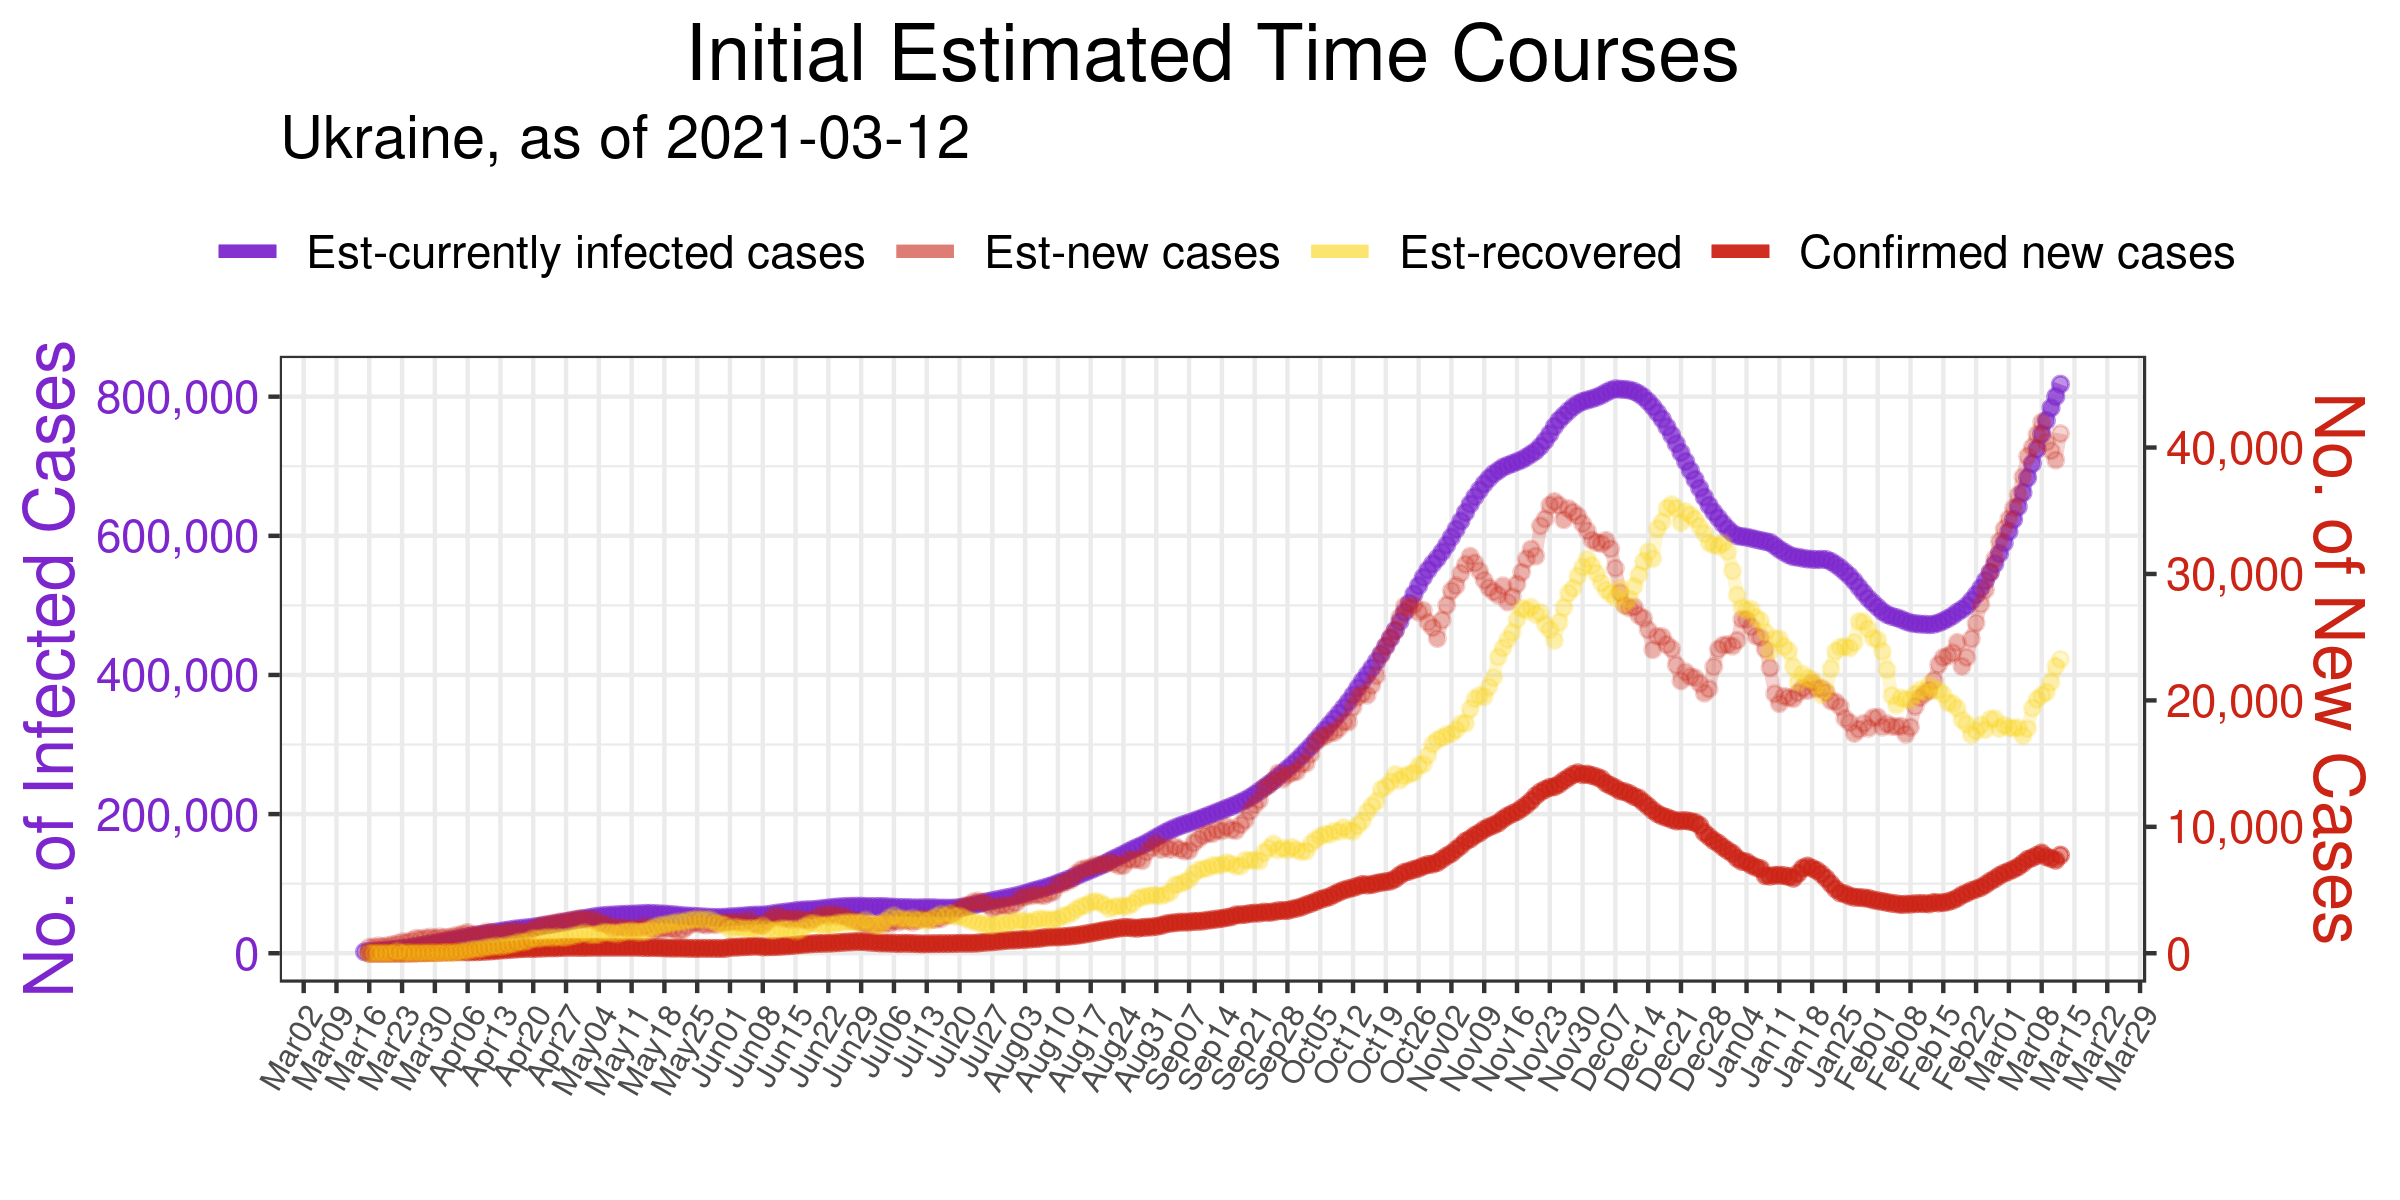 Initial Estimated Time Courses
Ukraine, as of 2021-03-12
Est-currently infected cases Est-new cases Est-recovered Confirmed new cases
No. of Infected Cases
800,000
600,000
400,000
200,000
0
40,000
30,000
20,000
10,000
0
No. of New Cases
Mar02 Mar09 Mar16 Mar23 Mar30 Apr06 Apr13 Apr20 Apr27 May04 May11 May18 May25 Jun01 Jun08 Jun15 Jun22 Jun29 Jul06 Jul13 Jul20 Jul27 Aug03 Aug10 Aug17 Aug24 Aug31 Sep07 Sep14 Sep21 Sep28 Oct05 Oct12 Oct19 Oct26 Nov02 Nov09 Nov16 Nov23 Nov30 Dec07 Dec14 Dec21 Dec28 Jan04 Jan11 Jan18 Jan25 Feb01 Feb08 Feb15 Feb22 Mar01 Mar08 Mar15 Mar22 Mar29